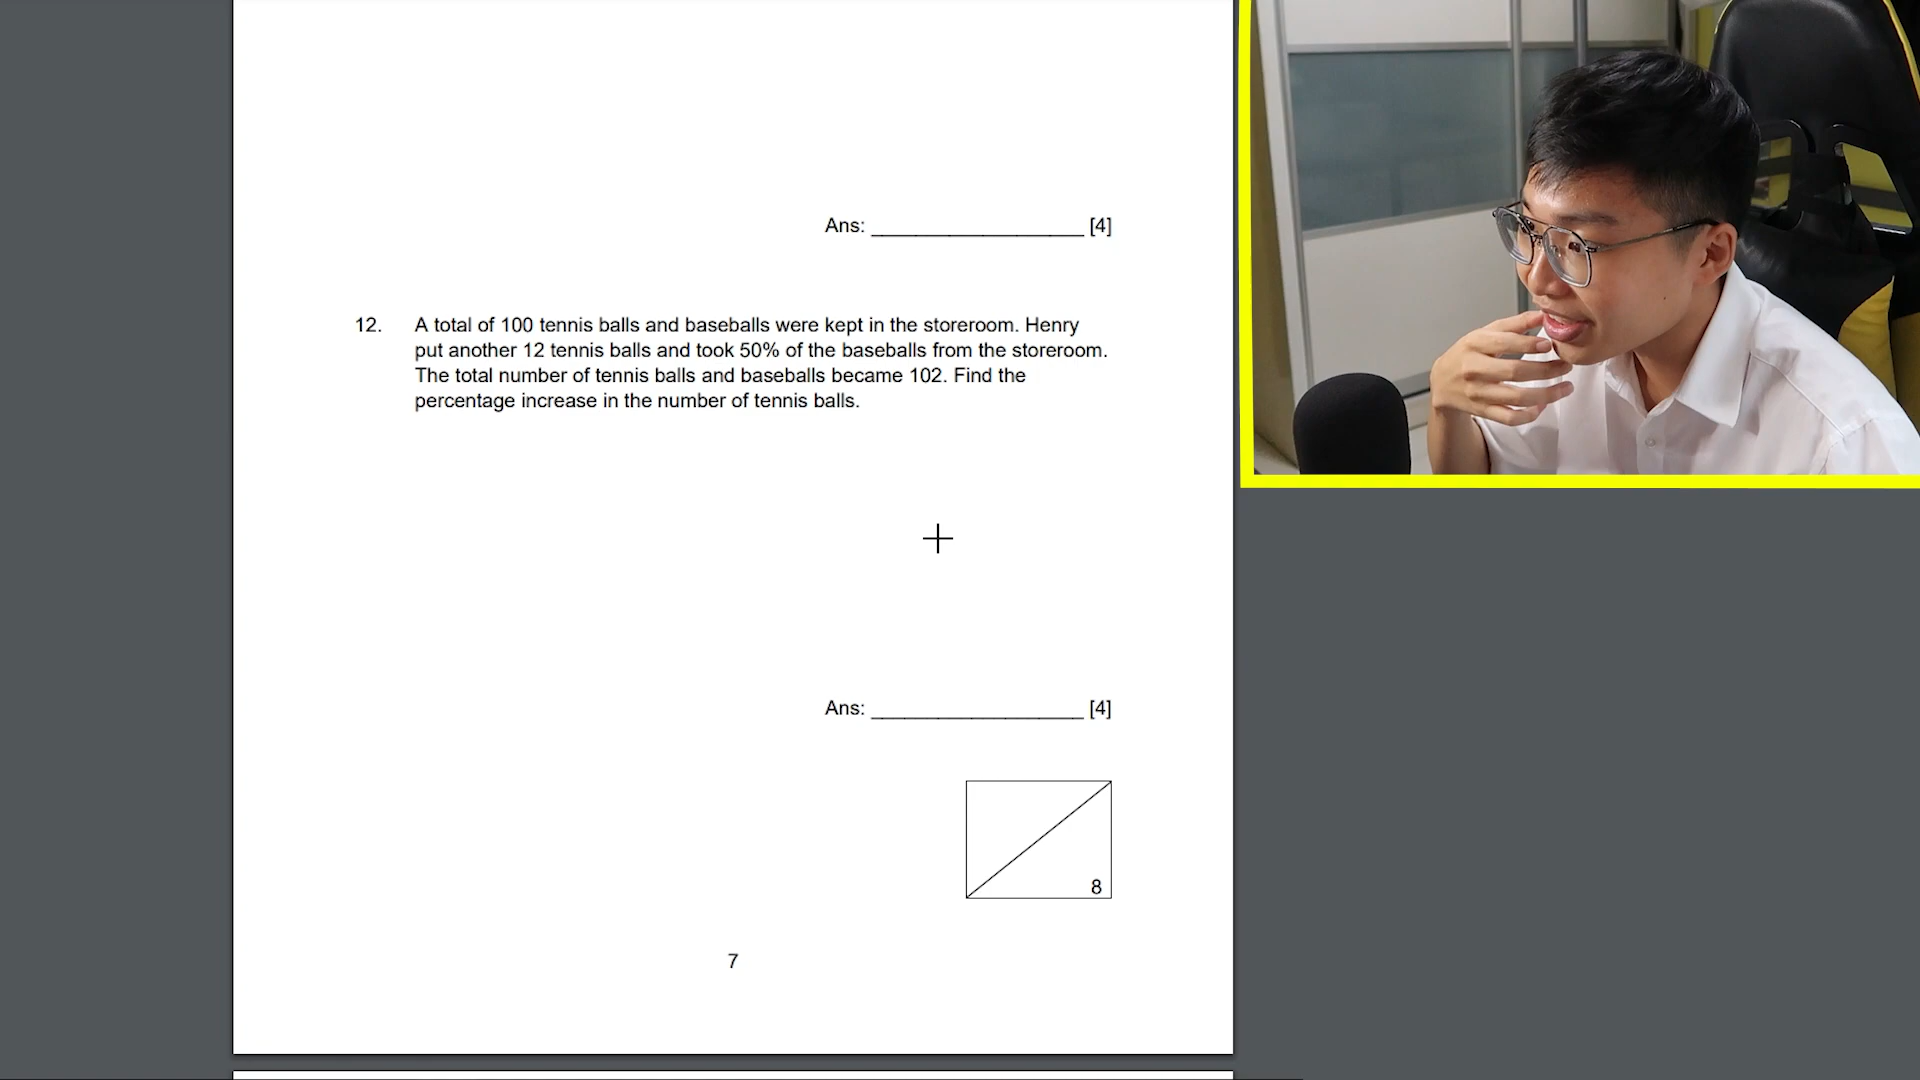 Ans: ___________________ [4]
12. A total of 100 tennis balls and baseballs were kept in the storeroom. Henry
put another 12 tennis balls and took 50% of the baseballs from the storeroom.
The total number of tennis balls and baseballs became 102. Find the
percentage increase in the number of tennis balls.
Ans: ___________________ [4]
8
7